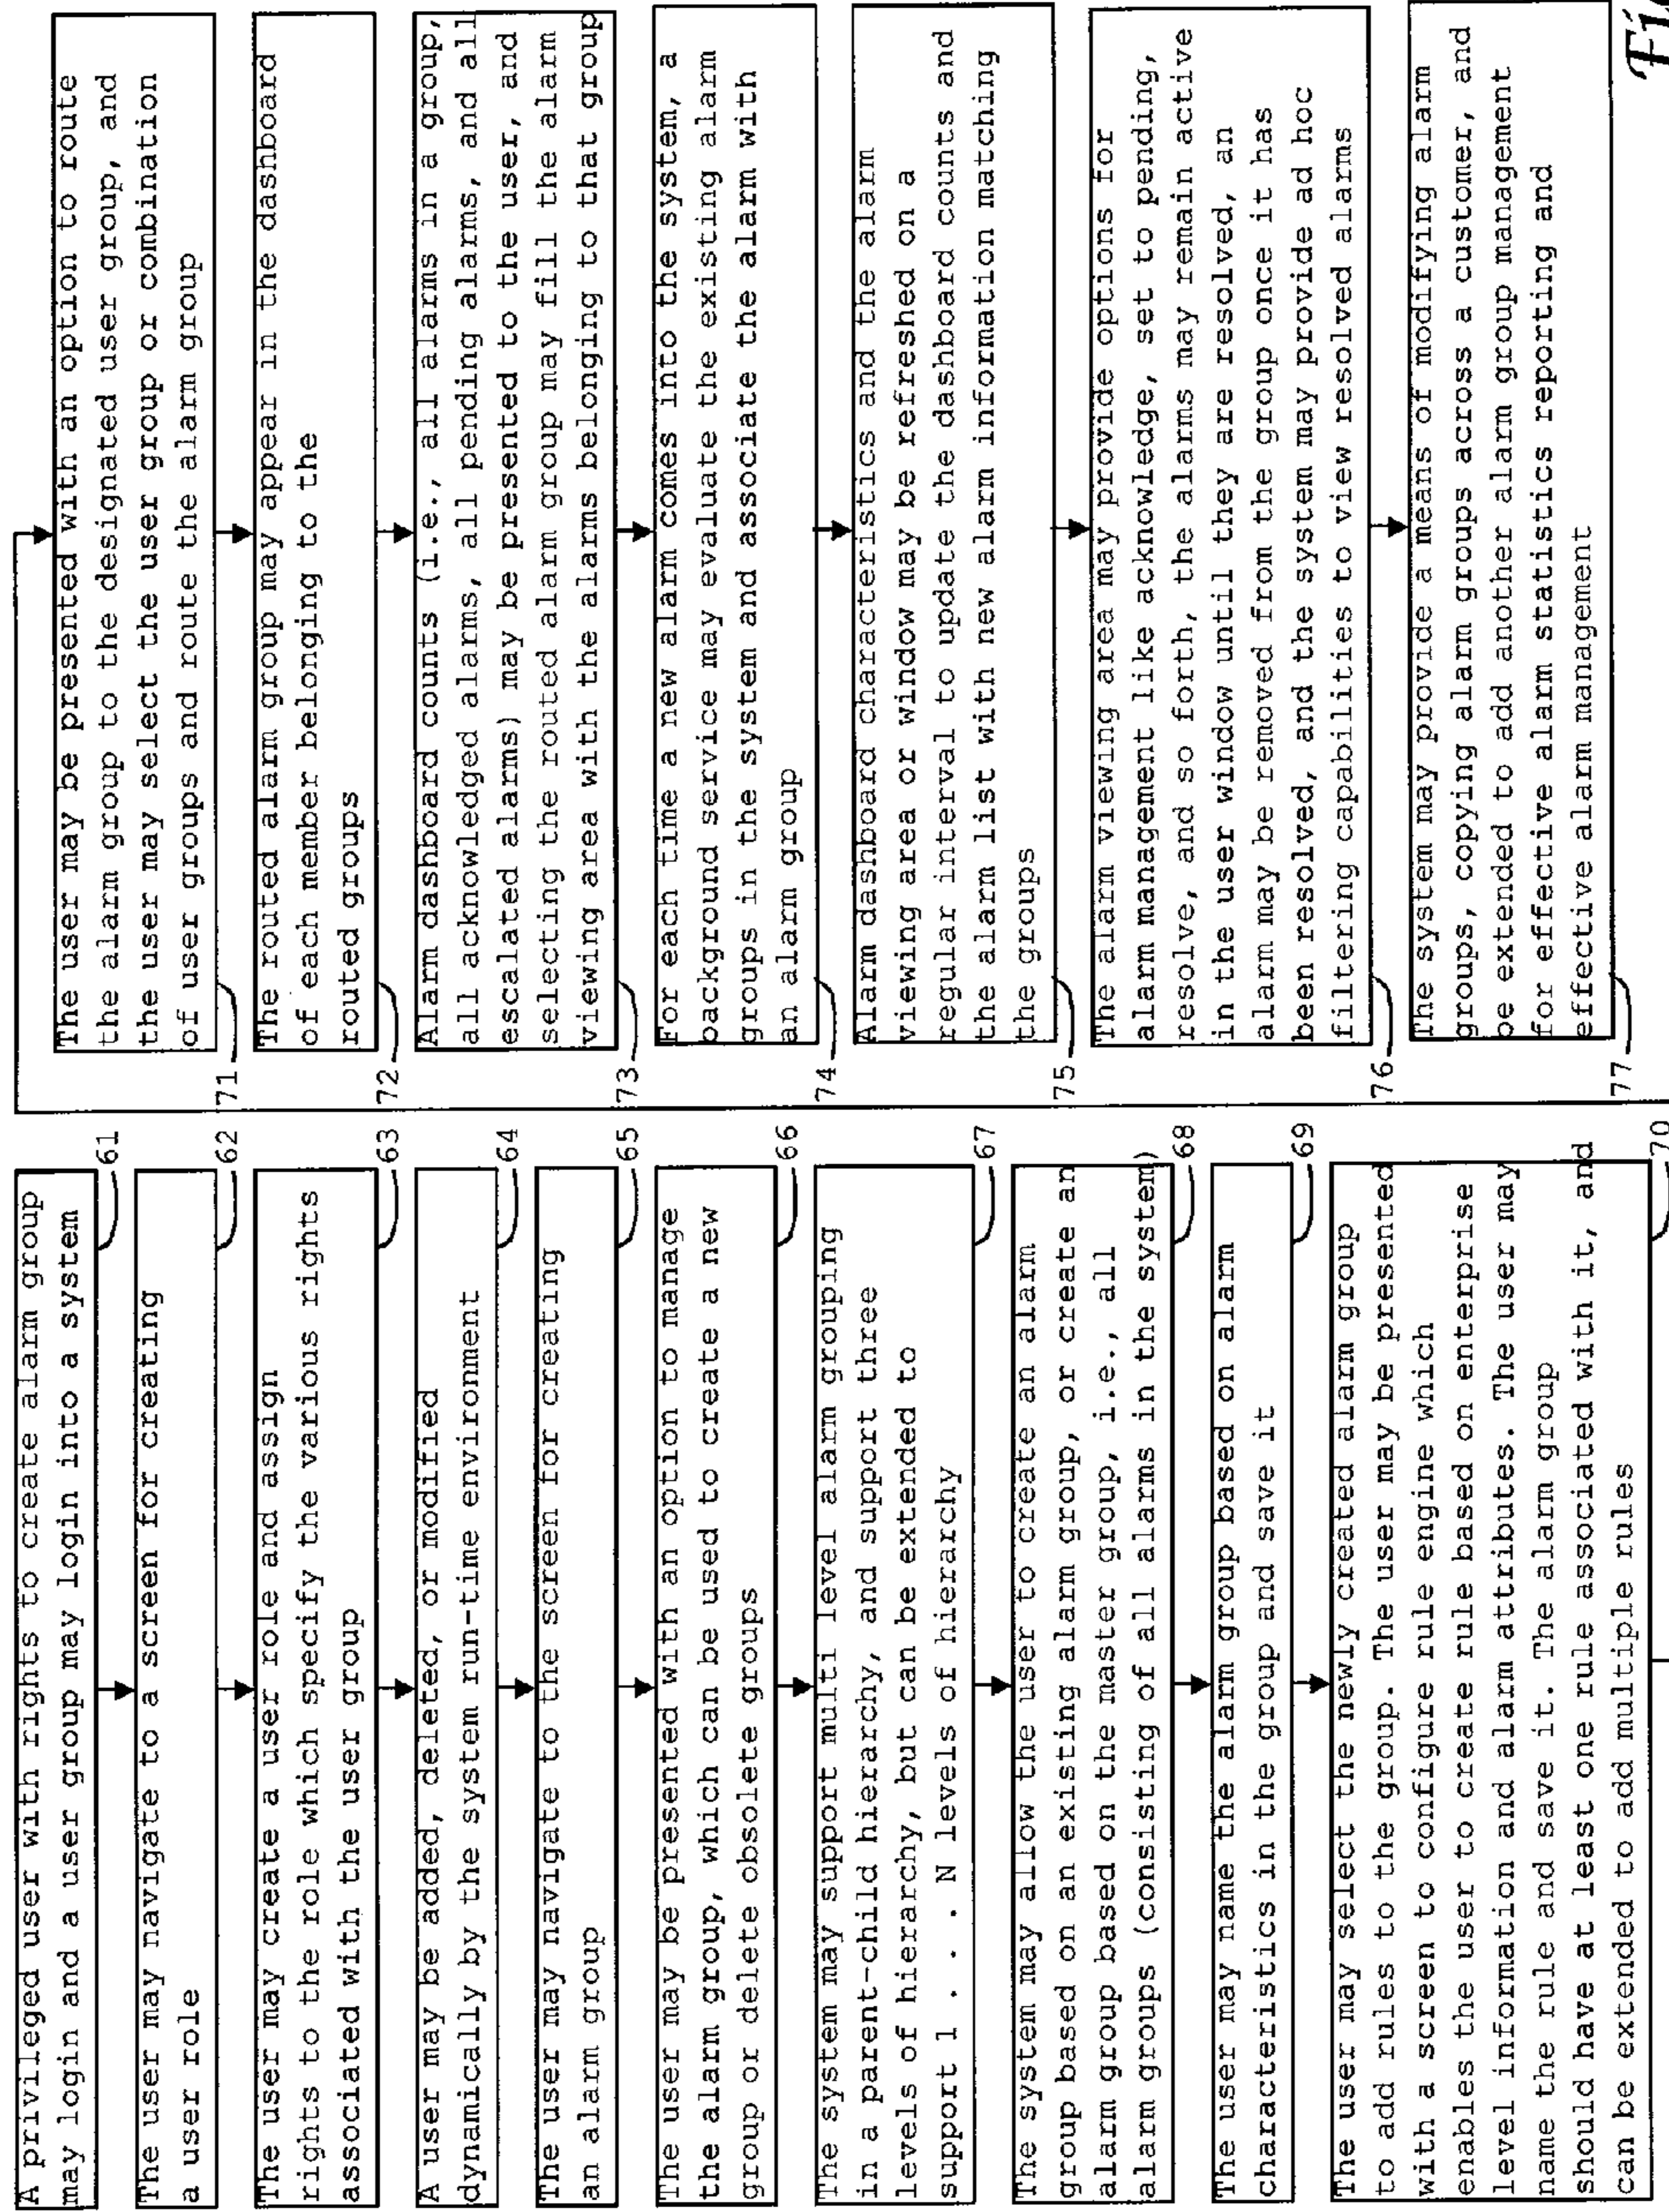 A privileged user with rights to create alarm group
may login and a user group may login into a system
61
The user may navigate to a screen for creating
a user role
62
The user may create a user role and assign
rights to the role which specify the various rights
associated with the user group
63
A user may be added, deleted, or modified
dynamically by the system run-time environment
64
The user may navigate to the screen for creating
an alarm group
65
The user may be presented with an option to manage
the alarm group, which can be used to create a new
group or delete obsolete groups
66
The system may support multi level alarm grouping
in a parent-child hierarchy, and support three
levels of hierarchy, but can be extended to
support 1 . . . N levels of hierarchy
67
The system may allow the user to create an alarm
group based on an existing alarm group, or create an
alarm group based on the master group, i.e., all
alarm groups (consisting of all alarms in the system)
68
The user may name the alarm group based on alarm
characteristics in the group and save it
69
The user may select the newly created alarm group
to add rules to the group. The user may be presented
with a screen to configure rule engine which
enables the user to create rule based on enterprise
level information and alarm attributes. The user may
name the rule and save it. The alarm group
should have at least one rule associated with it, and
can be extended to add multiple rules
70
The user may be presented with an option to route
the alarm group to the designated user group, and
the user may select the user group or combination
of user groups and route the alarm group
71
The routed alarm group may appear in the dashboard
of each member belonging to the
routed groups
72
Alarm dashboard counts (i.e., all alarms in a group,
all acknowledged alarms, all pending alarms, and all
escalated alarms) may be presented to the user, and
selecting the routed alarm group may fill the alarm
viewing area with the alarms belonging to that group
73
For each time a new alarm comes into the system, a
background service may evaluate the existing alarm
groups in the system and associate the alarm with
an alarm group
74
Alarm dashboard characteristics and the alarm
viewing area or window may be refreshed on a
regular interval to update the dashboard counts and
the alarm list with new alarm information matching
the groups
75
The alarm viewing area may provide options for
alarm management like acknowledge, set to pending,
resolve, and so forth, the alarms may remain active
in the user window until they are resolved, an
alarm may be removed from the group once it has
been resolved, and the system may provide ad hoc
filtering capabilities to view resolved alarms
76
The system may provide a means of modifying alarm
groups, copying alarm groups across a customer, and
be extended to add another alarm group management
for effective alarm statistics reporting and
effective alarm management
77